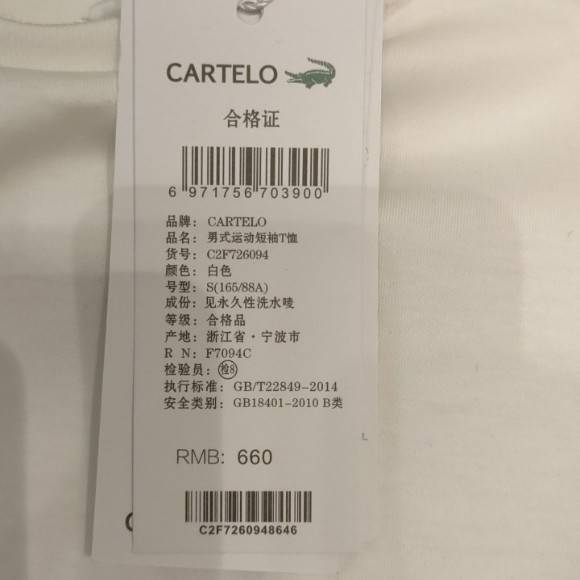 CARTELO
合格证
6 971756 703900
品牌: CARTELO
品名: 男式运动短袖T恤
货号: C2F726094
颜色: 白色
号型: S(165/88A)
成份: 见永久性洗水唛
等级: 合格品
产地: 浙江省·宁波市
R N: F7094C
检验员: 检8
执行标准: GB/T22849-2014
安全类别: GB18401-2010 B类
RMB: 660
C2F7260948646